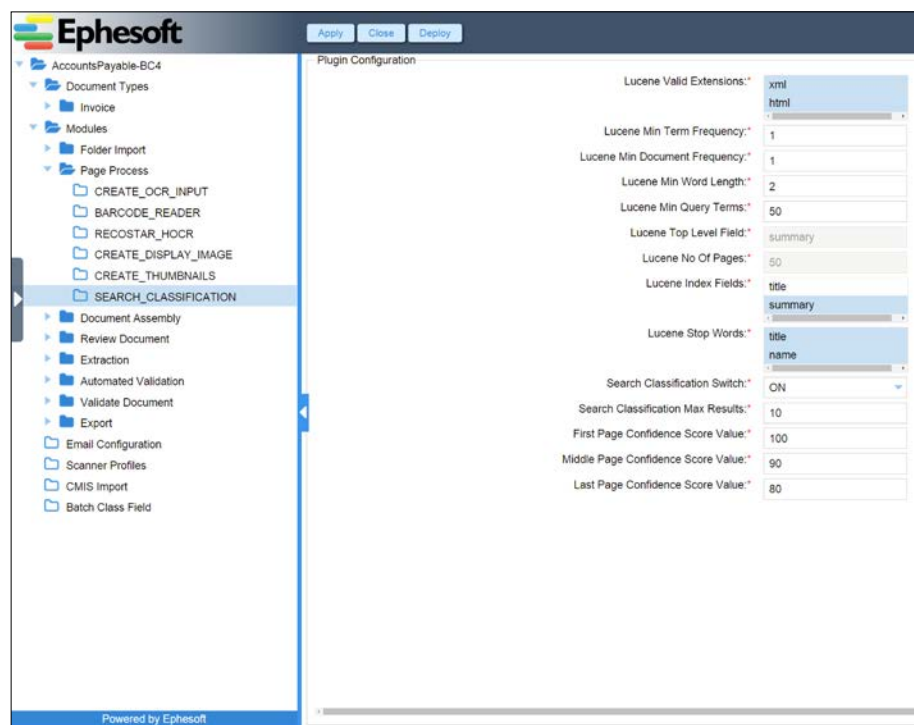 Ephesoft
Apply Close Deploy
AccountsPayable-BC4
Document Types
Invoice
Modules
Folder Import
Page Process
CREATE_OCR_INPUT
BARCODE_READER
RECOSTAR_HOCR
CREATE_DISPLAY_IMAGE
CREATE_THUMBNAILS
SEARCH_CLASSIFICATION
Document Assembly
Review Document
Extraction
Automated Validation
Validate Document
Export
Email Configuration
Scanner Profiles
CMIS Import
Batch Class Field
Powered by Ephesoft
Plugin Configuration
Lucene Valid Extensions:* xml
html
Lucene Min Term Frequency:* 1
Lucene Min Document Frequency:* 1
Lucene Min Word Length:* 2
Lucene Min Query Terms:* 50
Lucene Top Level Field:* summary
Lucene No Of Pages:* 50
Lucene Index Fields:* title
summary
Lucene Stop Words:* title
name
Search Classification Switch:* ON
Search Classification Max Results:* 10
First Page Confidence Score Value:* 100
Middle Page Confidence Score Value:* 90
Last Page Confidence Score Value:* 80